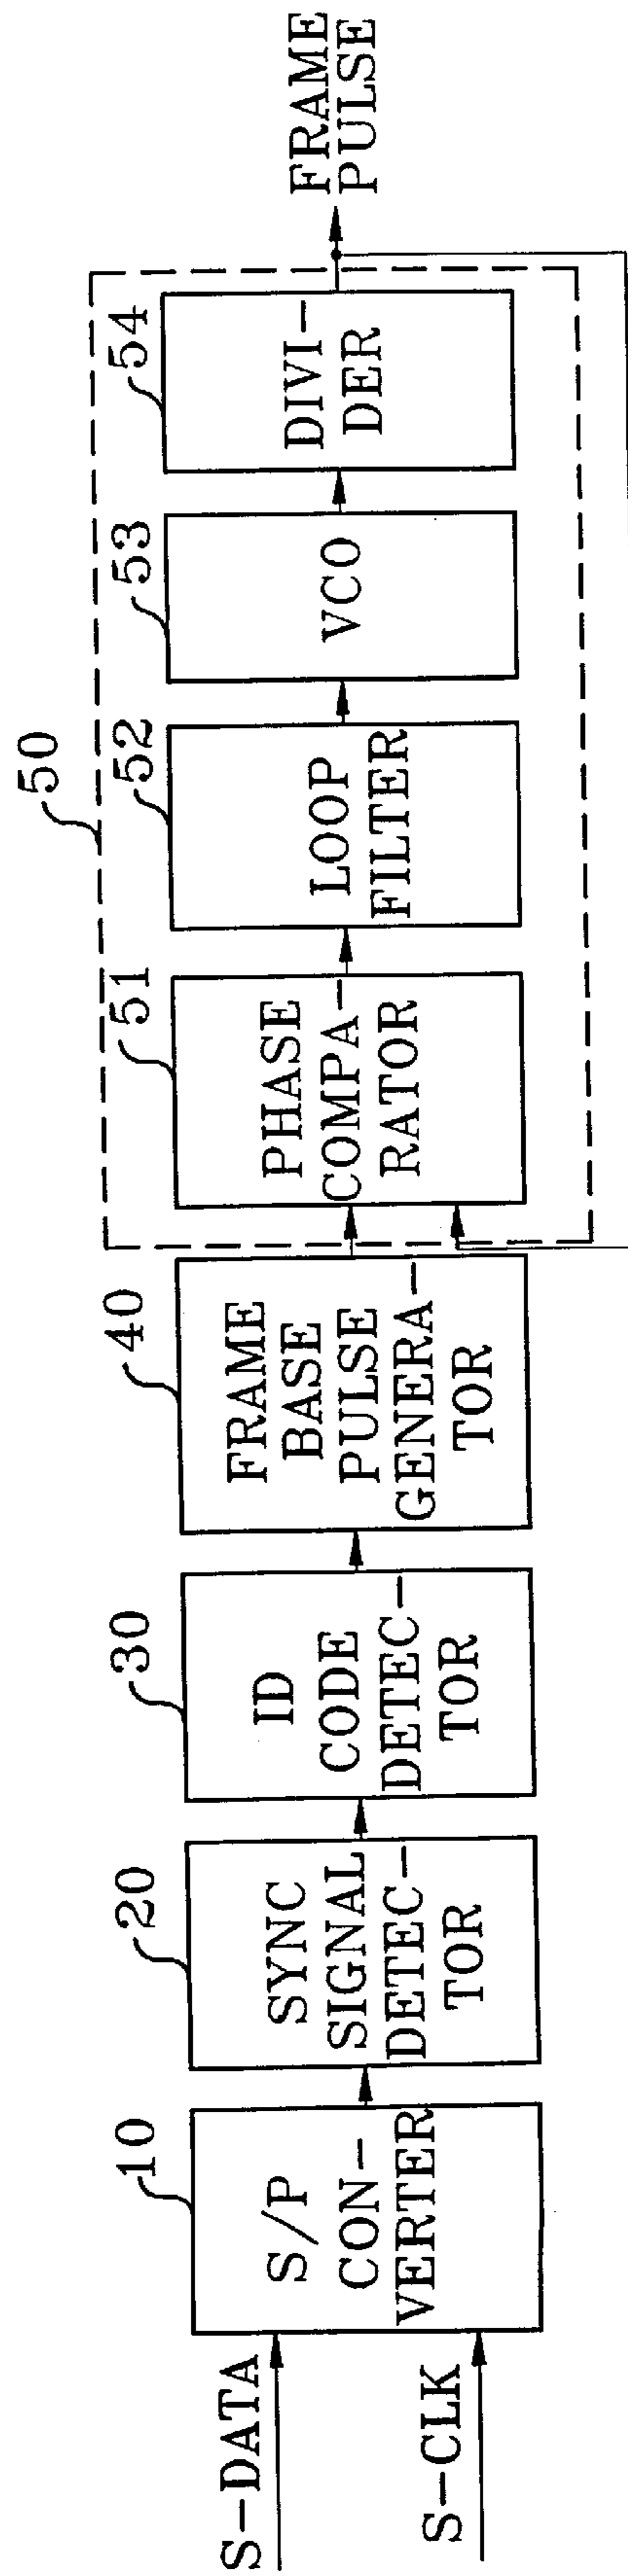 S-DATA
S-CLK
10
S/P
CON-
VERTER
20
SYNC
SIGNAL
DETEC-
TOR
30
ID
CODE
DETEC-
TOR
40
FRAME
BASE
PULSE
GENERA-
TOR
50
51
PHASE
COMPA-
RATOR
52
LOOP
FILTER
53
VCO
54
DIVI-
DER
FRAME
PULSE